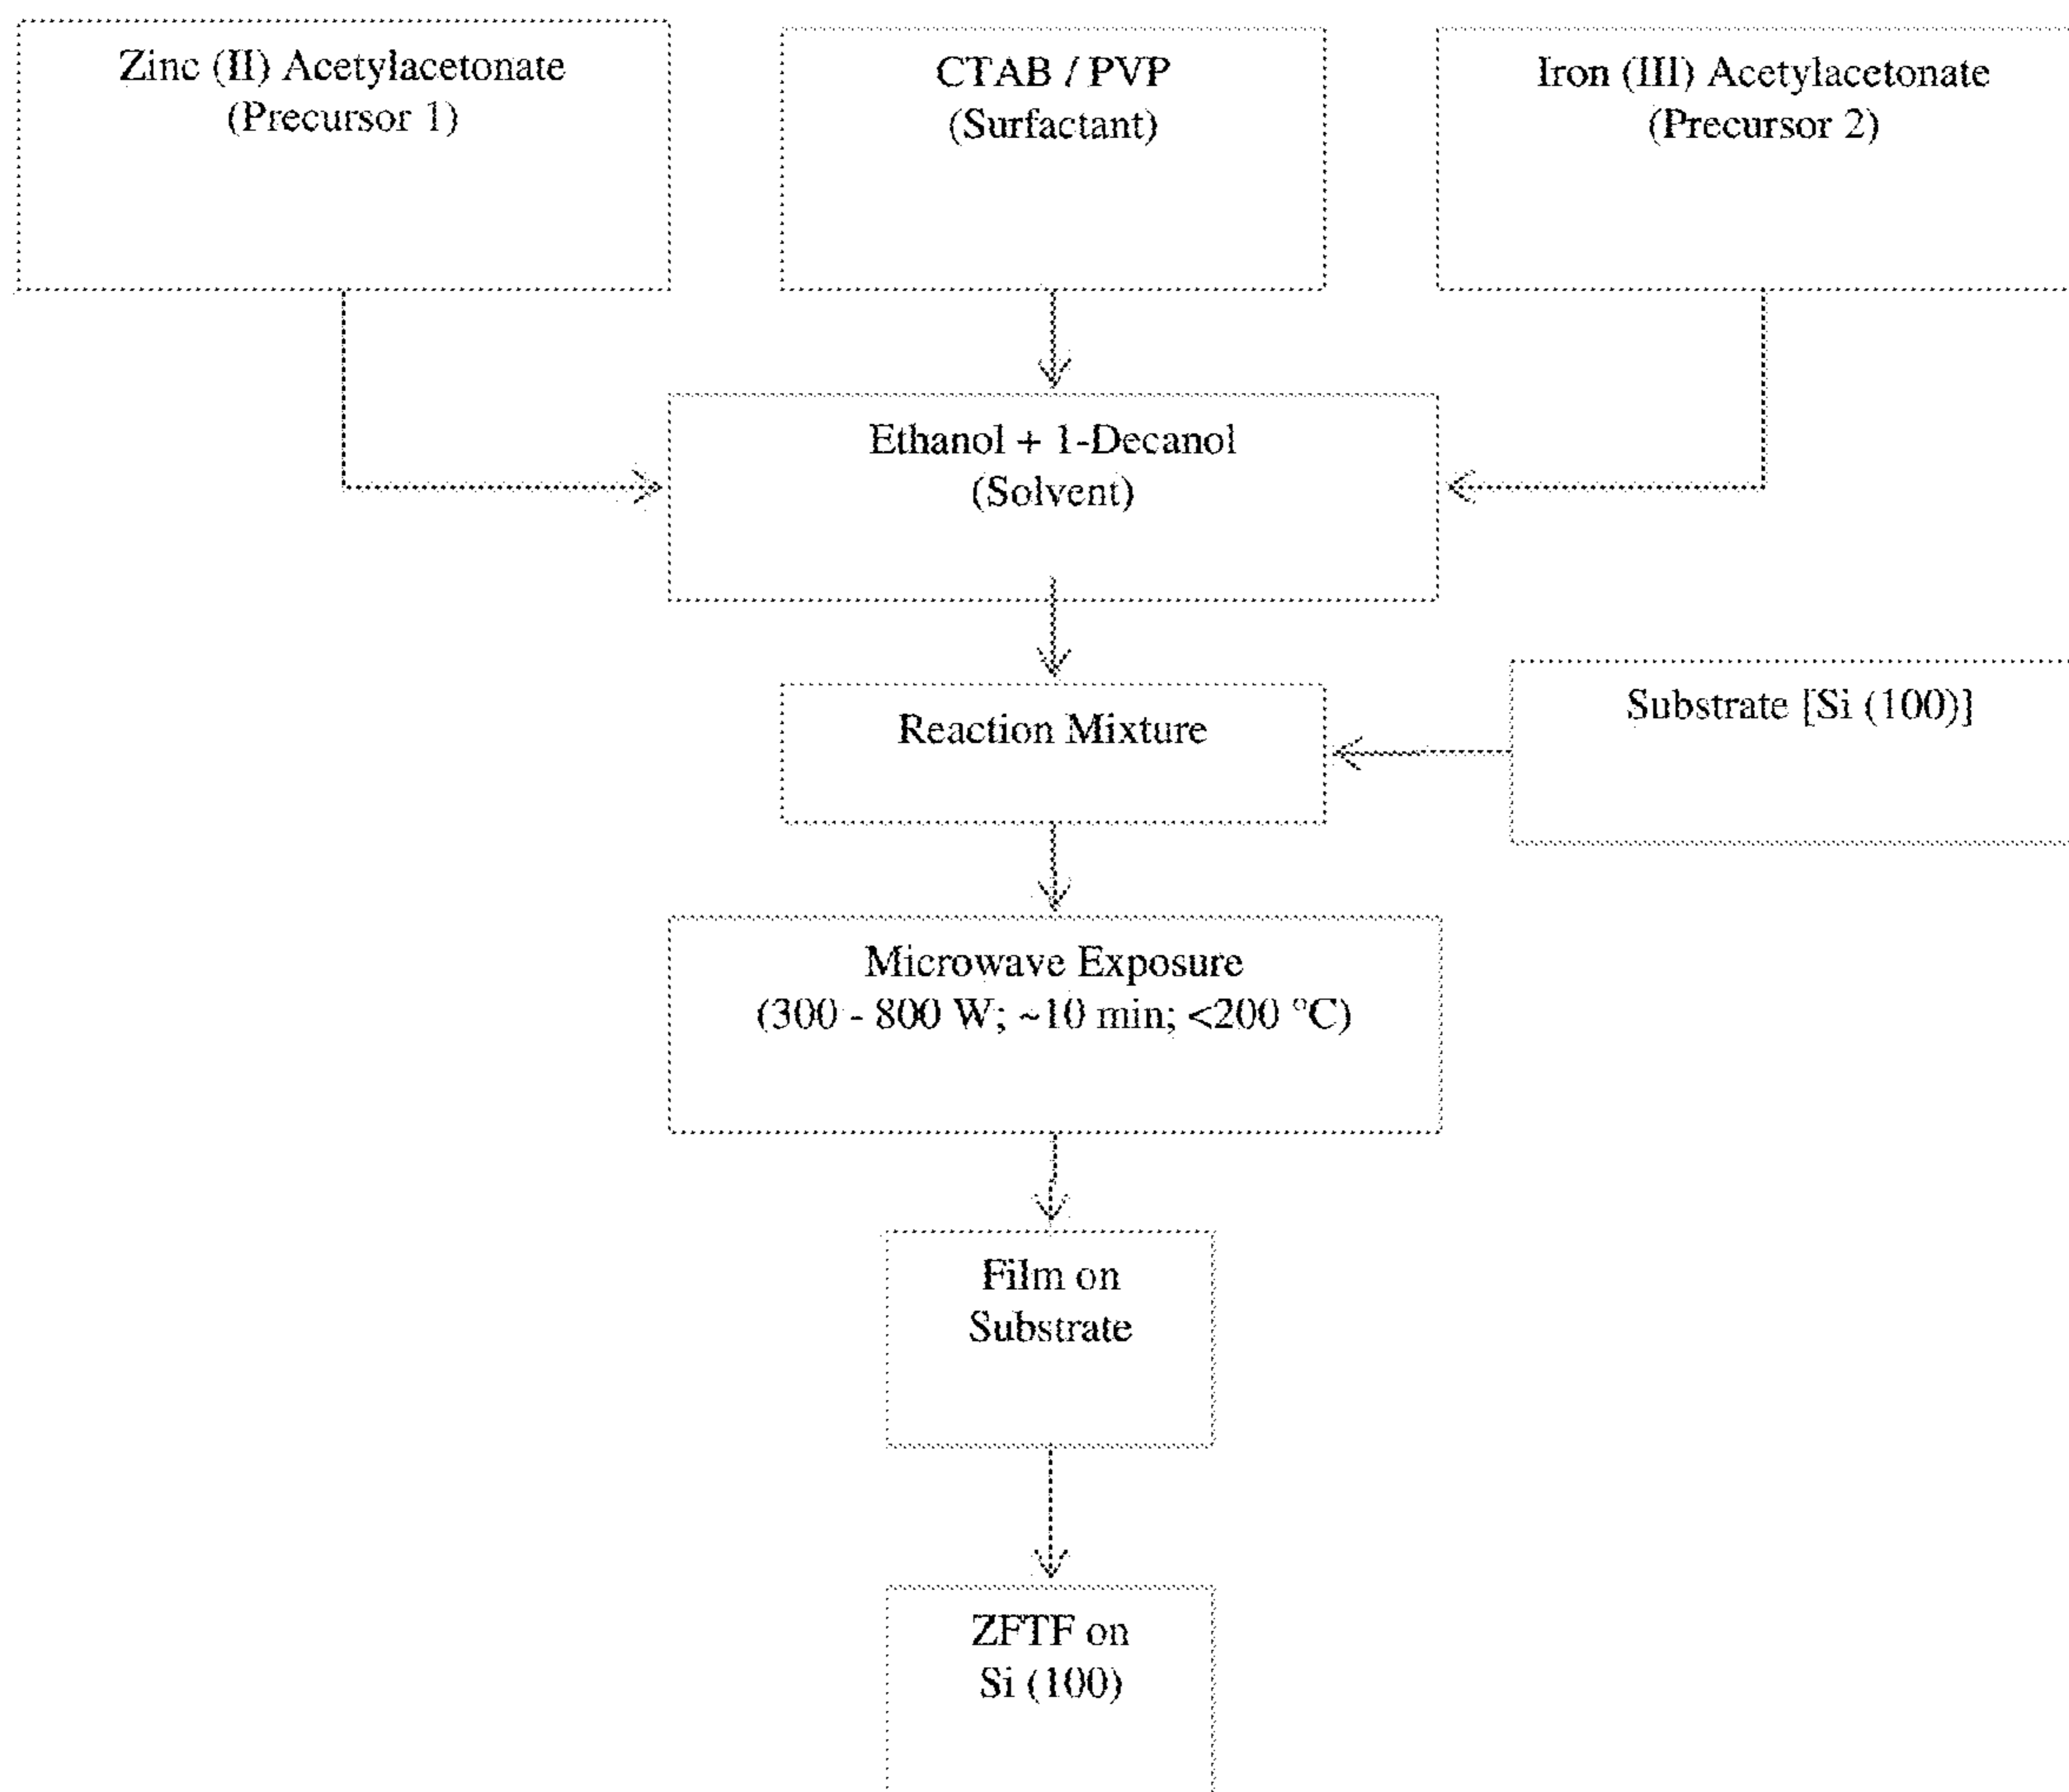 Zinc (II) Acetylacetonate
(Precursor 1)
CTAB / PVP
(Surfactant)
Iron (III) Acetylacetonate
(Precursor 2)
Ethanol + 1-Decanol
(Solvent)
Reaction Mixture
Substrate [Si (100)]
Microwave Exposure
(300 - 800 W; ~10 min; <200 °C)
Film on
Substrate
ZFTF on
Si (100)